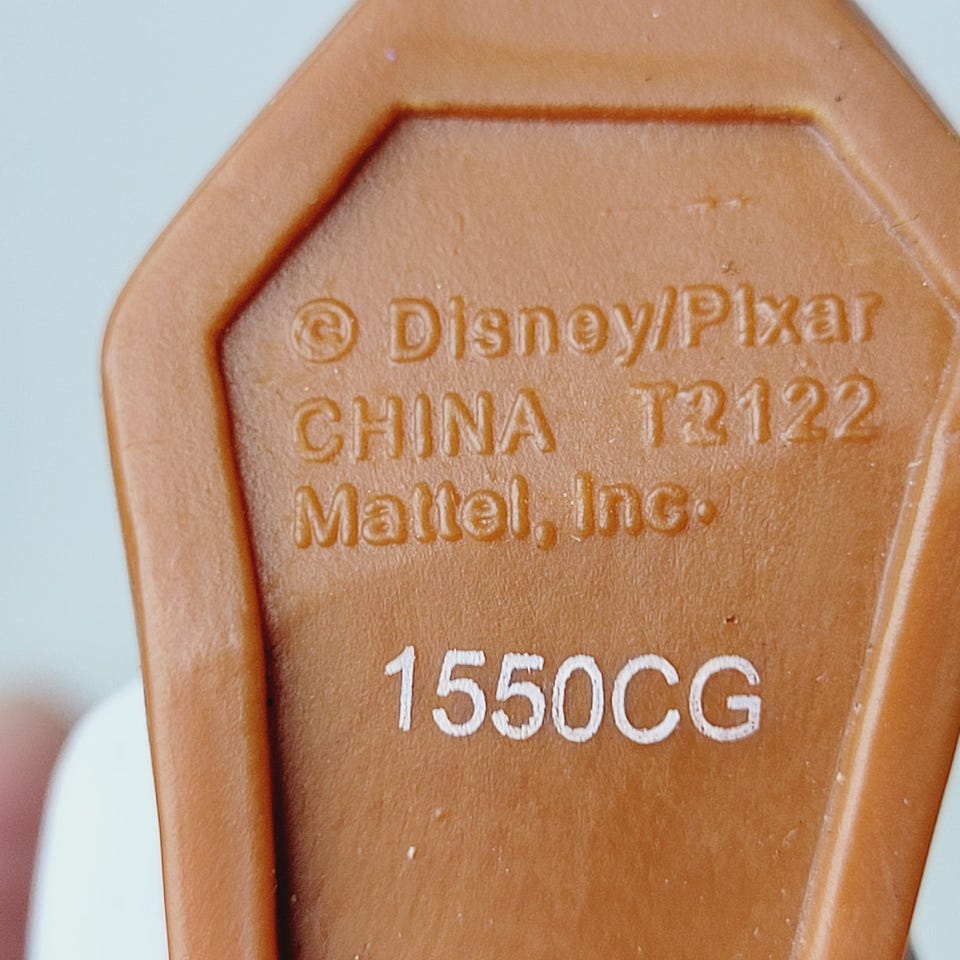 © Disney/Pixar
CHINA T2122
Mattel, Inc.
1550CG